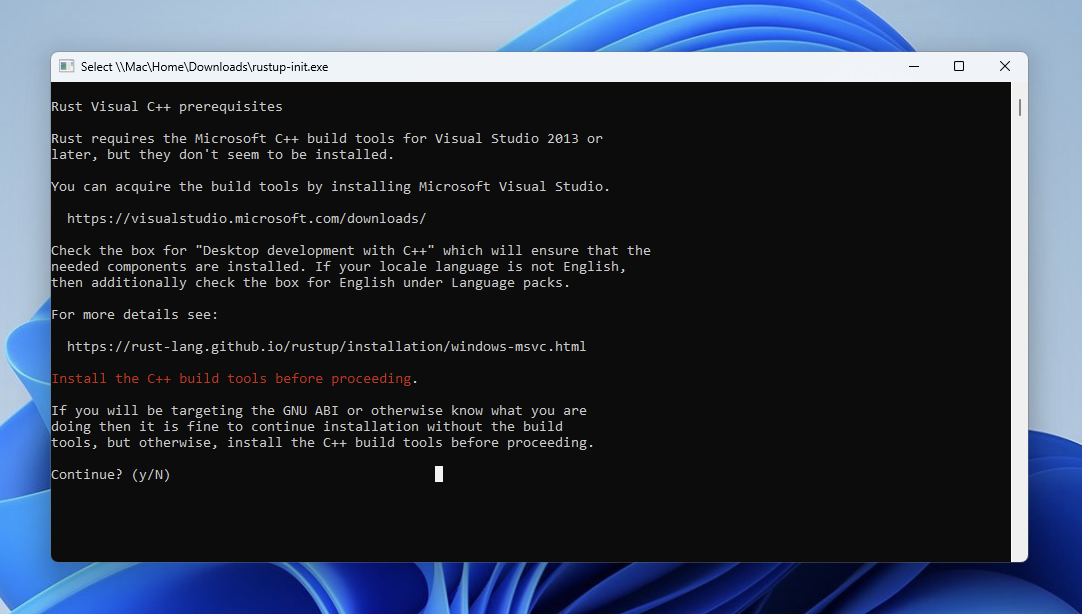 Select \\Mac\Home\Downloads\rustup-init.exe
Rust Visual C++ prerequisites
Rust requires the Microsoft C++ build tools for Visual Studio 2013 or
later, but they don't seem to be installed.
You can acquire the build tools by installing Microsoft Visual Studio.
https://visualstudio.microsoft.com/downloads/
Check the box for "Desktop development with C++" which will ensure that the
needed components are installed. If your locale language is not English,
then additionally check the box for English under Language packs.
For more details see:
https://rust-lang.github.io/rustup/installation/windows-msvc.html
Install the C++ build tools before proceeding.
If you will be targeting the GNU ABI or otherwise know what you are
doing then it is fine to continue installation without the build
tools, but otherwise, install the C++ build tools before proceeding.
Continue? (y/N)